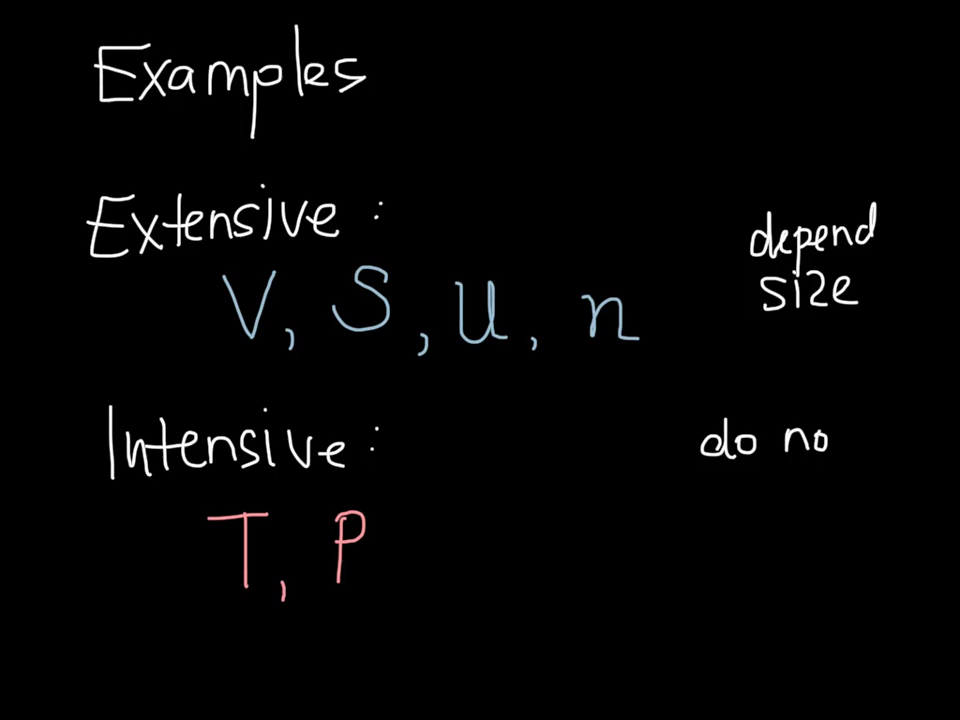 Examples
Extensive:
depend
size
V, S, U, n
Intensive:
do no
T, P